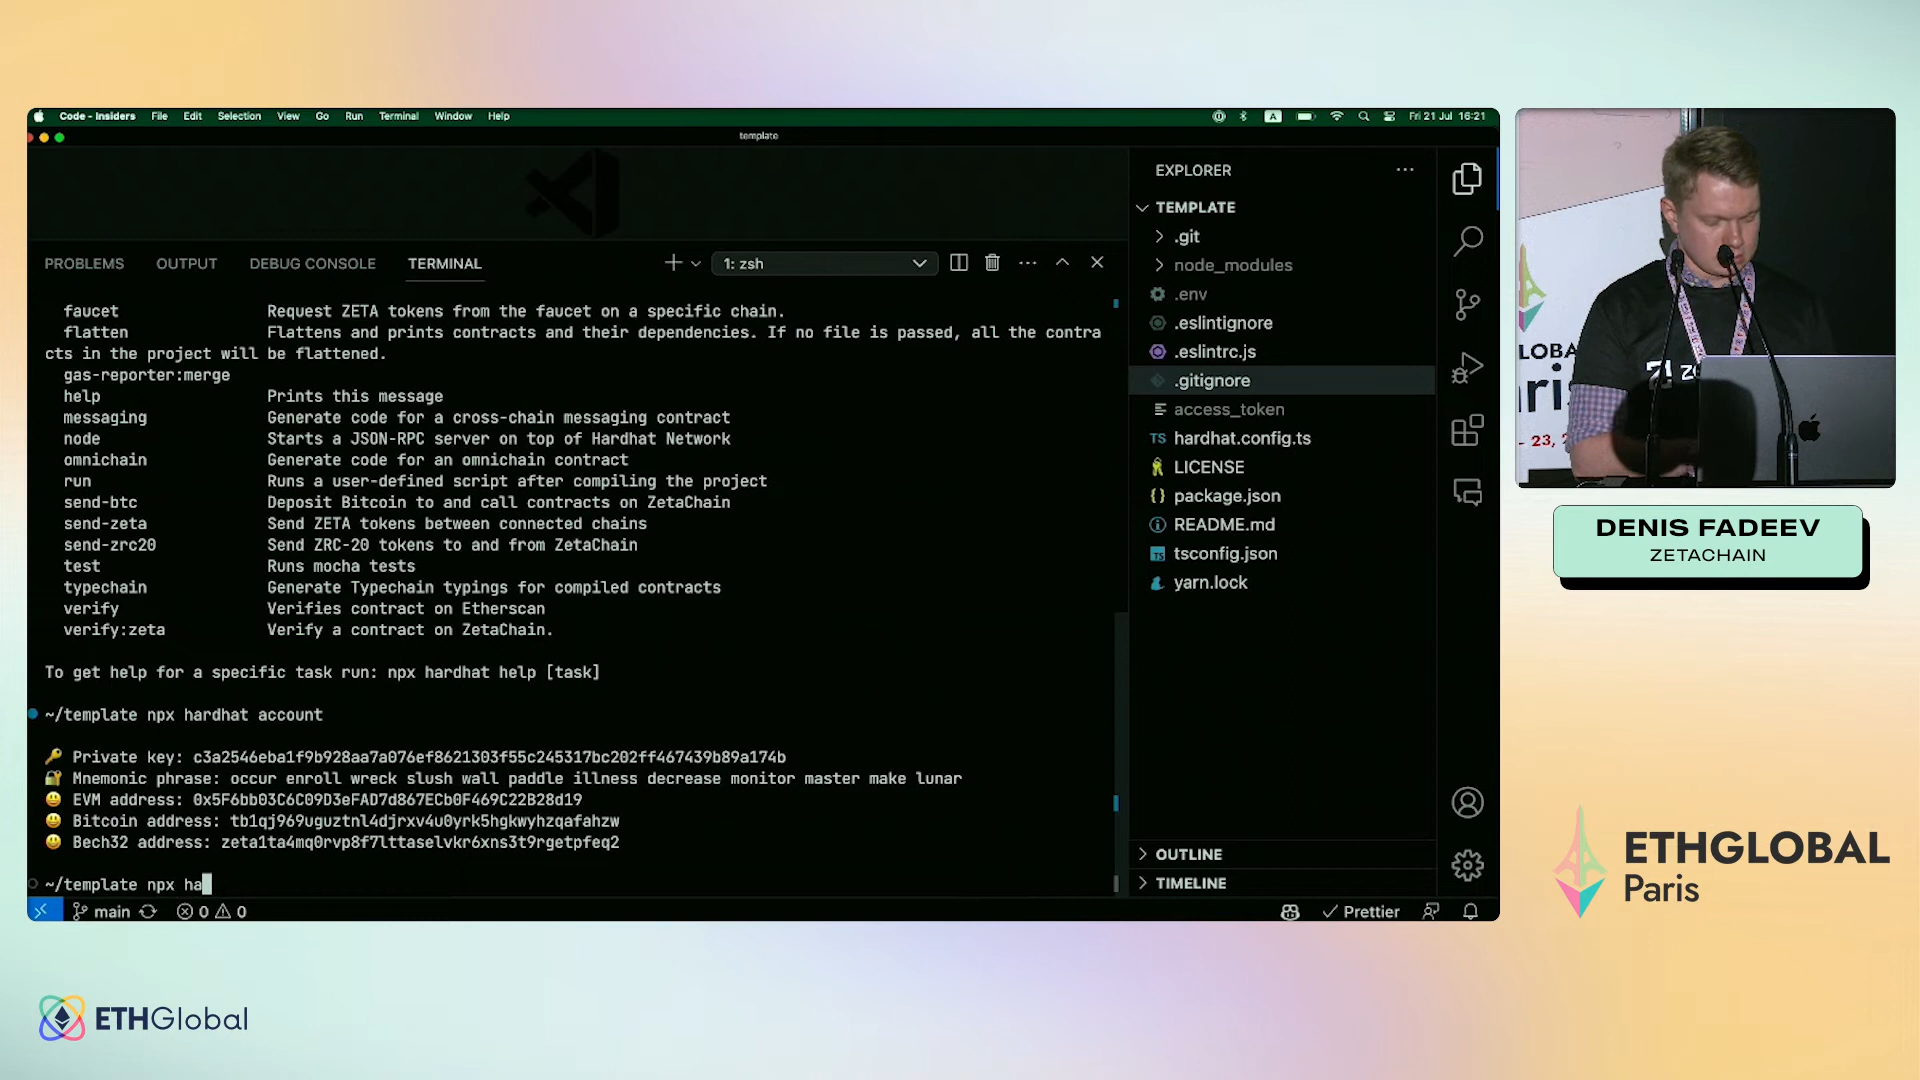 Code - Insiders File Edit Selection View Go Run Terminal Window Help
A Fri 21 Jul 16:21
template
PROBLEMS OUTPUT DEBUG CONSOLE TERMINAL
1: zsh
faucet Request ZETA tokens from the faucet on a specific chain.
flatten Flattens and prints contracts and their dependencies. If no file is passed, all the contra
cts in the project will be flattened.
gas-reporter:merge
help Prints this message
messaging Generate code for a cross-chain messaging contract
node Starts a JSON-RPC server on top of Hardhat Network
omnichain Generate code for an omnichain contract
run Runs a user-defined script after compiling the project
send-btc Deposit Bitcoin to and call contracts on ZetaChain
send-zeta Send ZETA tokens between connected chains
send-zrc20 Send ZRC-20 tokens to and from ZetaChain
test Runs mocha tests
typechain Generate Typechain typings for compiled contracts
verify Verifies contract on Etherscan
verify:zeta Verify a contract on ZetaChain.
To get help for a specific task run: npx hardhat help [task]
~/template npx hardhat account
🔑 Private key: c3a2546eba1f9b928aa7a076ef8621303f55c245317bc202ff467439b89a174b
🔐 Mnemonic phrase: occur enroll wreck slush wall paddle illness decrease monitor master make lunar
😃 EVM address: 0x5F6bb03C6C09D3eFAD7d867ECb0F469C22B28d19
😃 Bitcoin address: tb1qj969uguztnl4djrxv4u0yrk5hgkwyhzqafahzw
😃 Bech32 address: zeta1ta4mq0rvp8f7lttaselvkr6xns3t9rgetpfeq2
~/template npx ha
main 0 0
Prettier
EXPLORER
TEMPLATE
.git
node_modules
.env
.eslintignore
.eslintrc.js
.gitignore
access_token
TS hardhat.config.ts
LICENSE
{} package.json
README.md
TS tsconfig.json
yarn.lock
OUTLINE
TIMELINE
DENIS FADEEV
ZETACHAIN
ETHGLOBAL
Paris
ETHGlobal